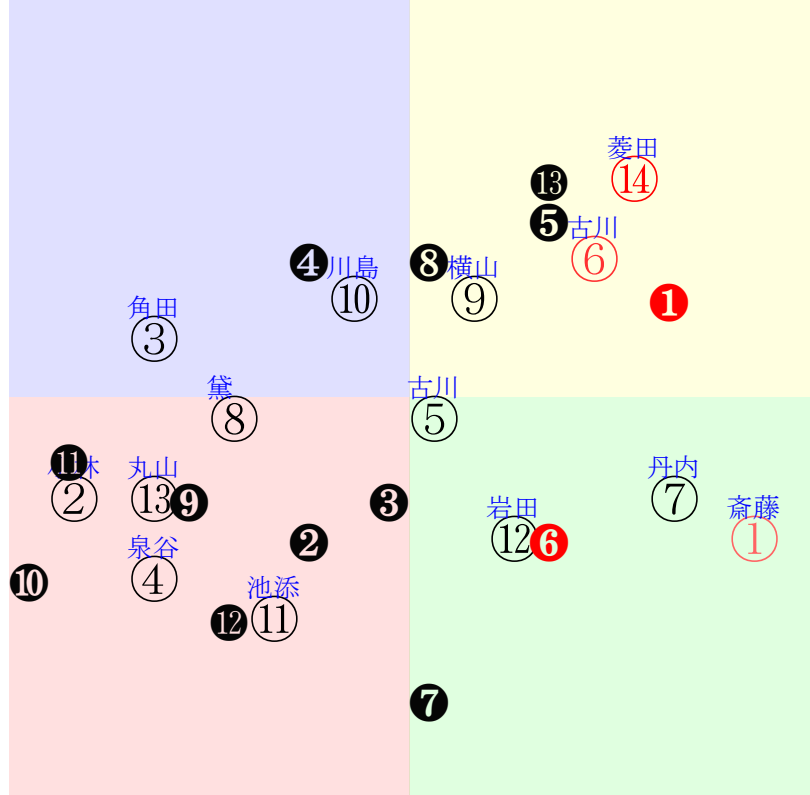 菱田
⓭
⑭
❺ 古川
⑥
❹ 川島
❽ 横山
⑩
⑨
❶
角田
③
黛
⑧
古川
⑤
⓫
②
丸山
⑬
❾
❸
丹内
⑦
岩田
⑫
❻
斎藤
①
❷
泉谷
④
❿
池添
⑪
⓬
❼